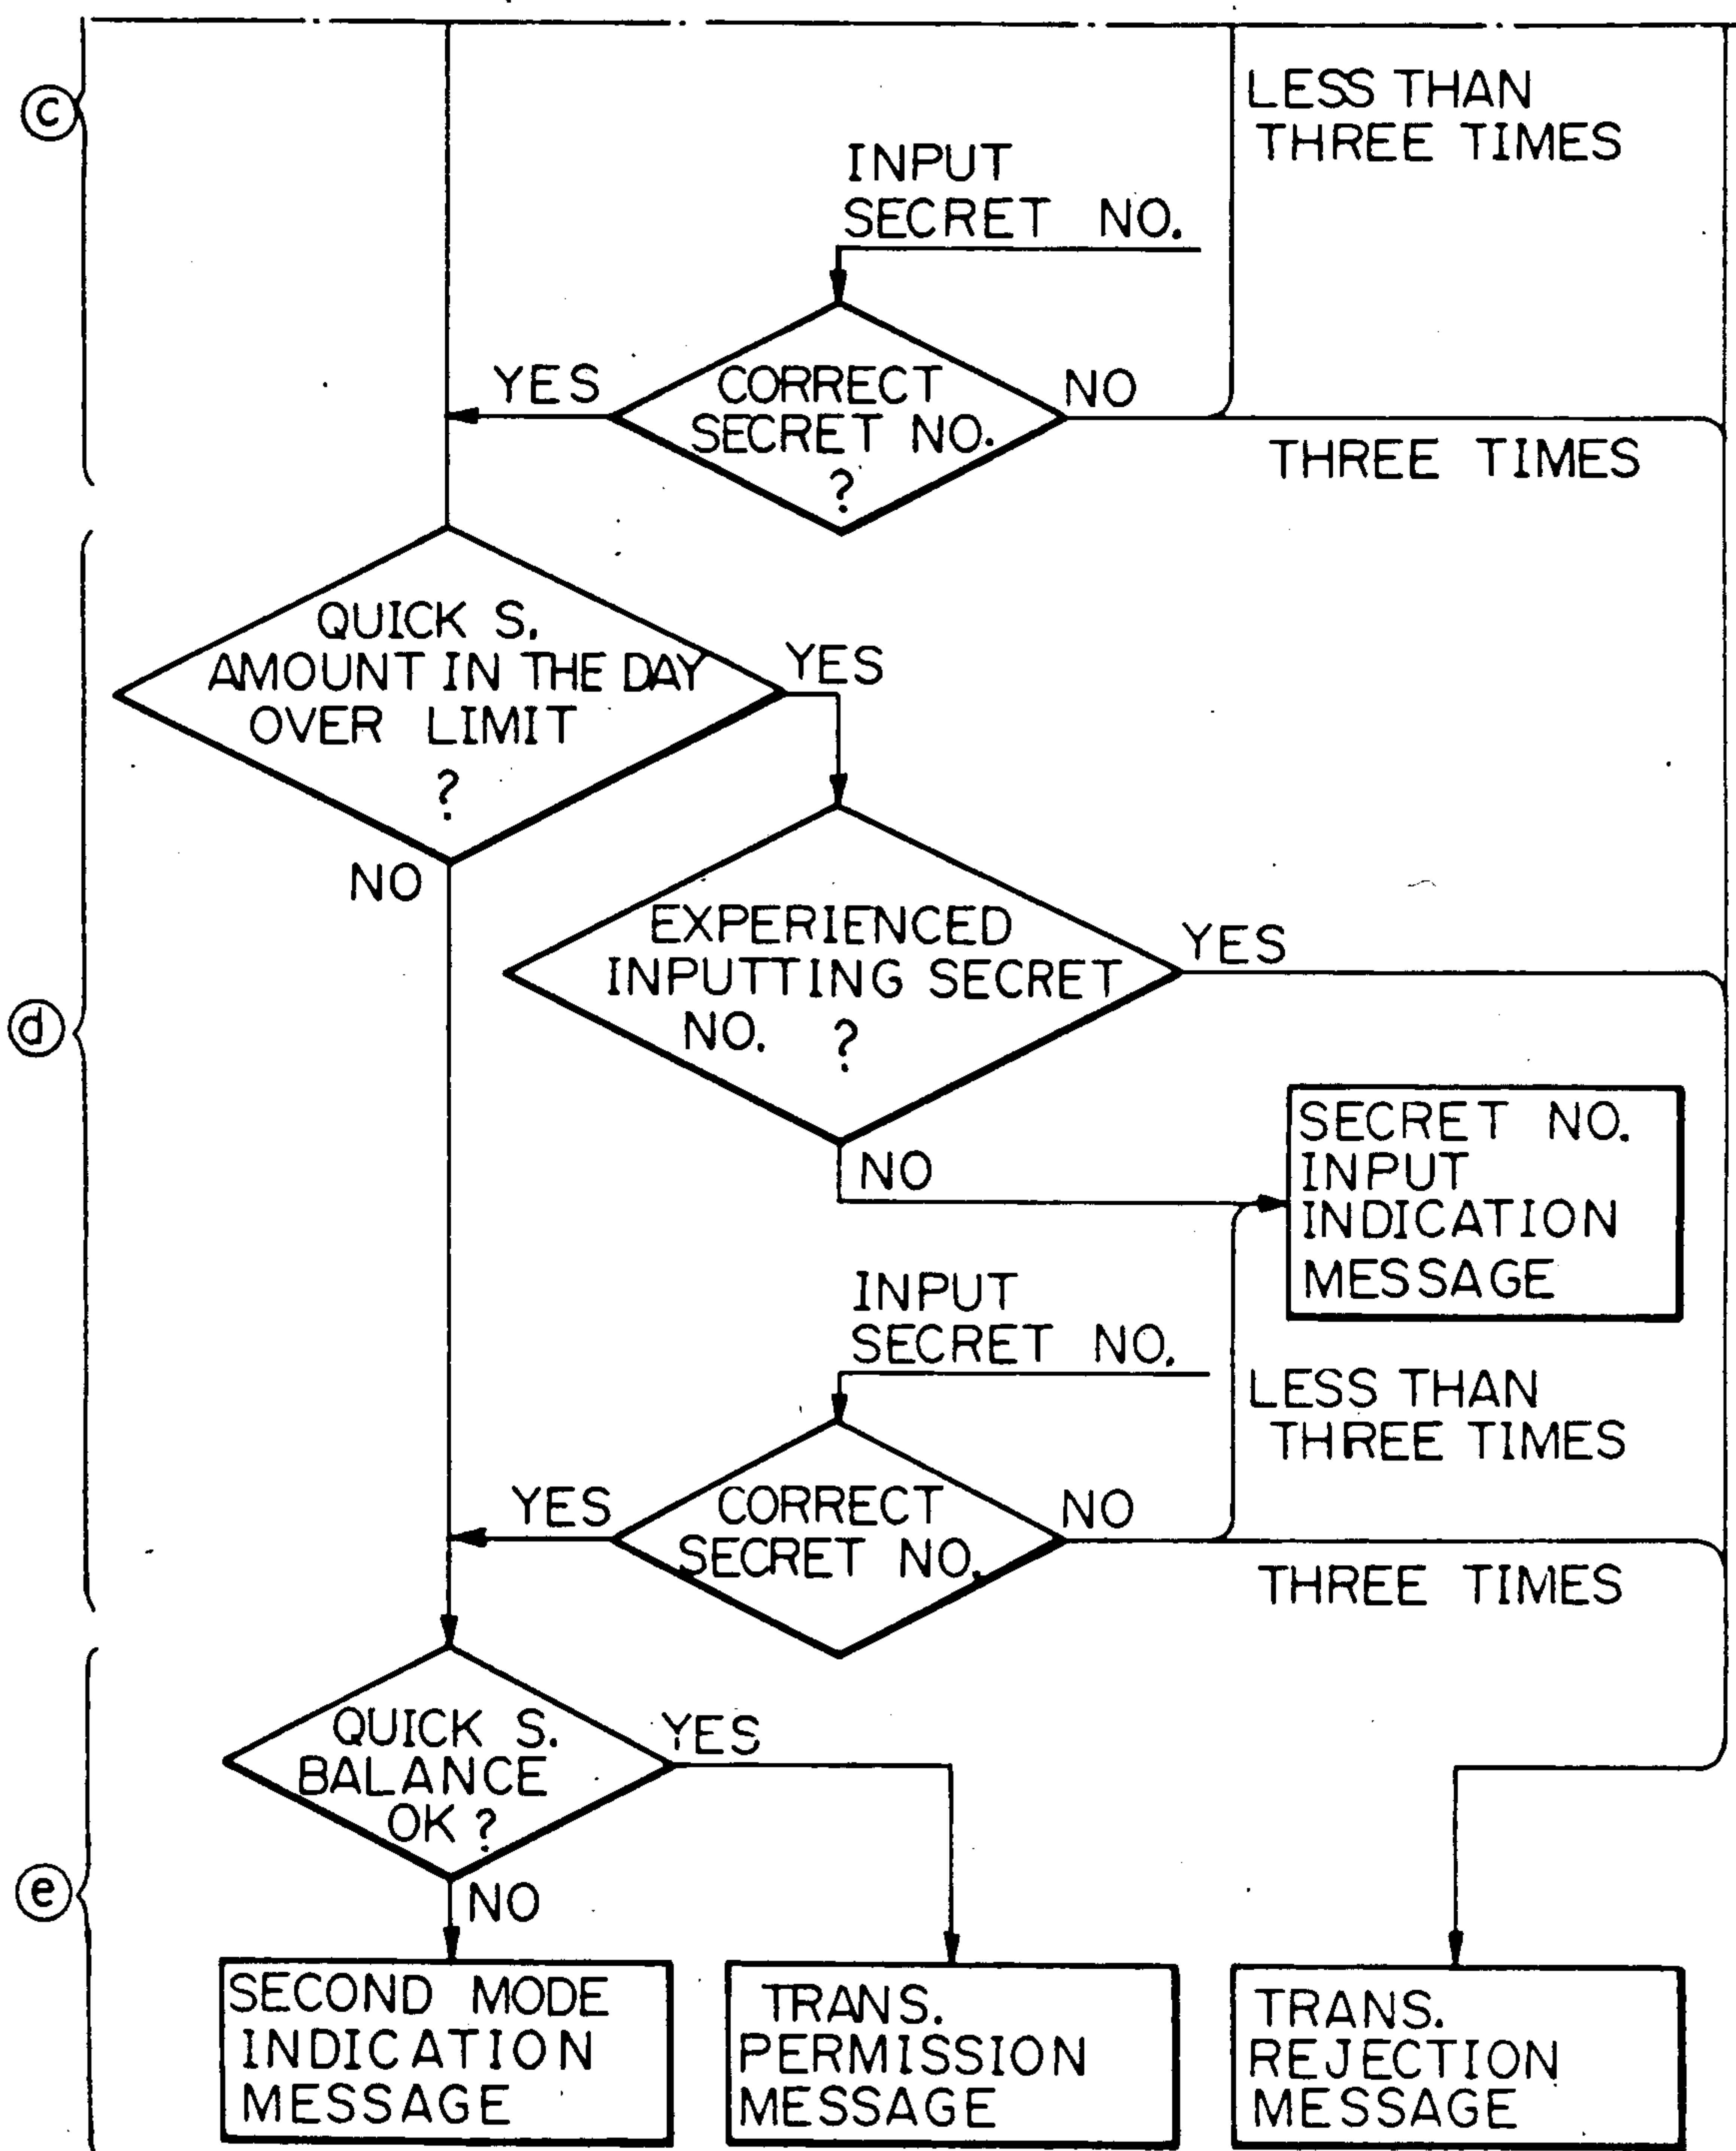 c
LESS THAN
THREE TIMES
INPUT
SECRET NO.
YES
CORRECT
SECRET NO.
?
NO
THREE TIMES
QUICK S.
AMOUNT IN THE DAY
OVER LIMIT
?
YES
NO
d
EXPERIENCED
INPUTTING SECRET
NO. ?
YES
NO
SECRET NO.
INPUT
INDICATION
MESSAGE
INPUT
SECRET NO.
LESS THAN
THREE TIMES
YES
CORRECT
SECRET NO.
NO
THREE TIMES
QUICK S.
BALANCE
OK ?
YES
NO
e
SECOND MODE
INDICATION
MESSAGE
TRANS.
PERMISSION
MESSAGE
TRANS.
REJECTION
MESSAGE